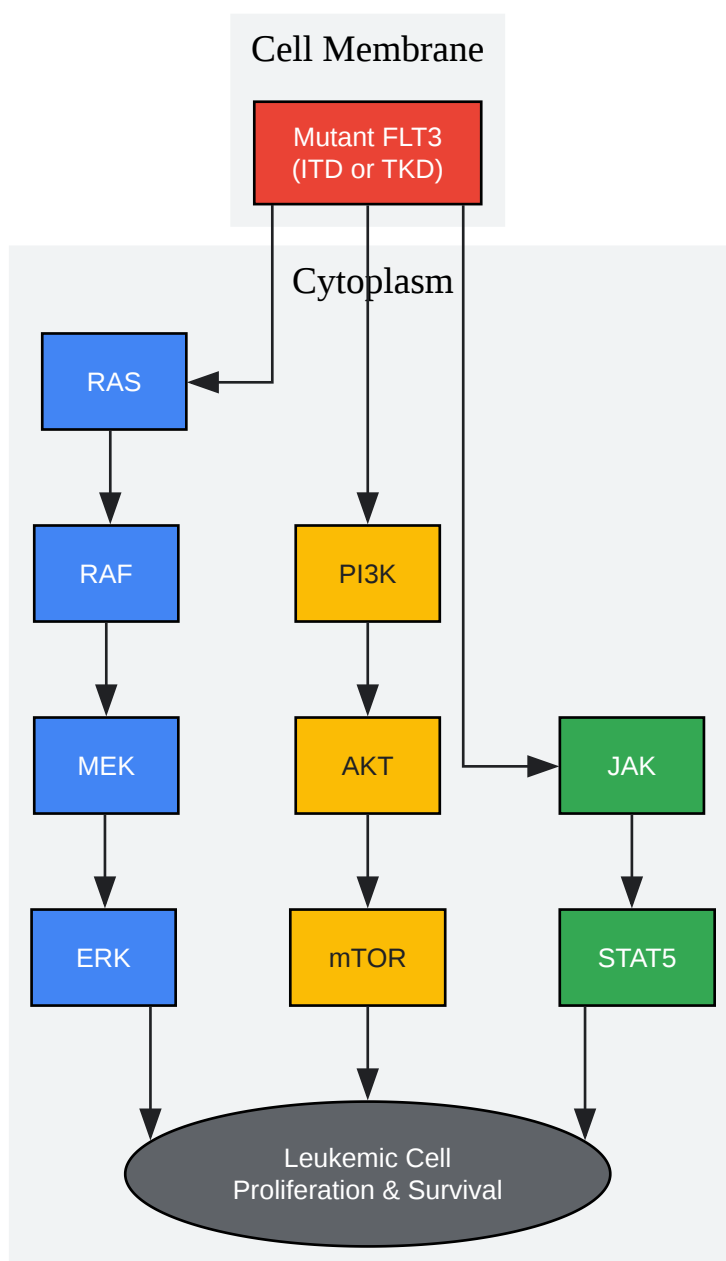 Cell Membrane
Mutant FLT3
(ITD or TKD)
Cytoplasm
RAS
RAF
PI3K
MEK
AKT
JAK
ERK
mTOR
STAT5
Leukemic Cell
Proliferation & Survival